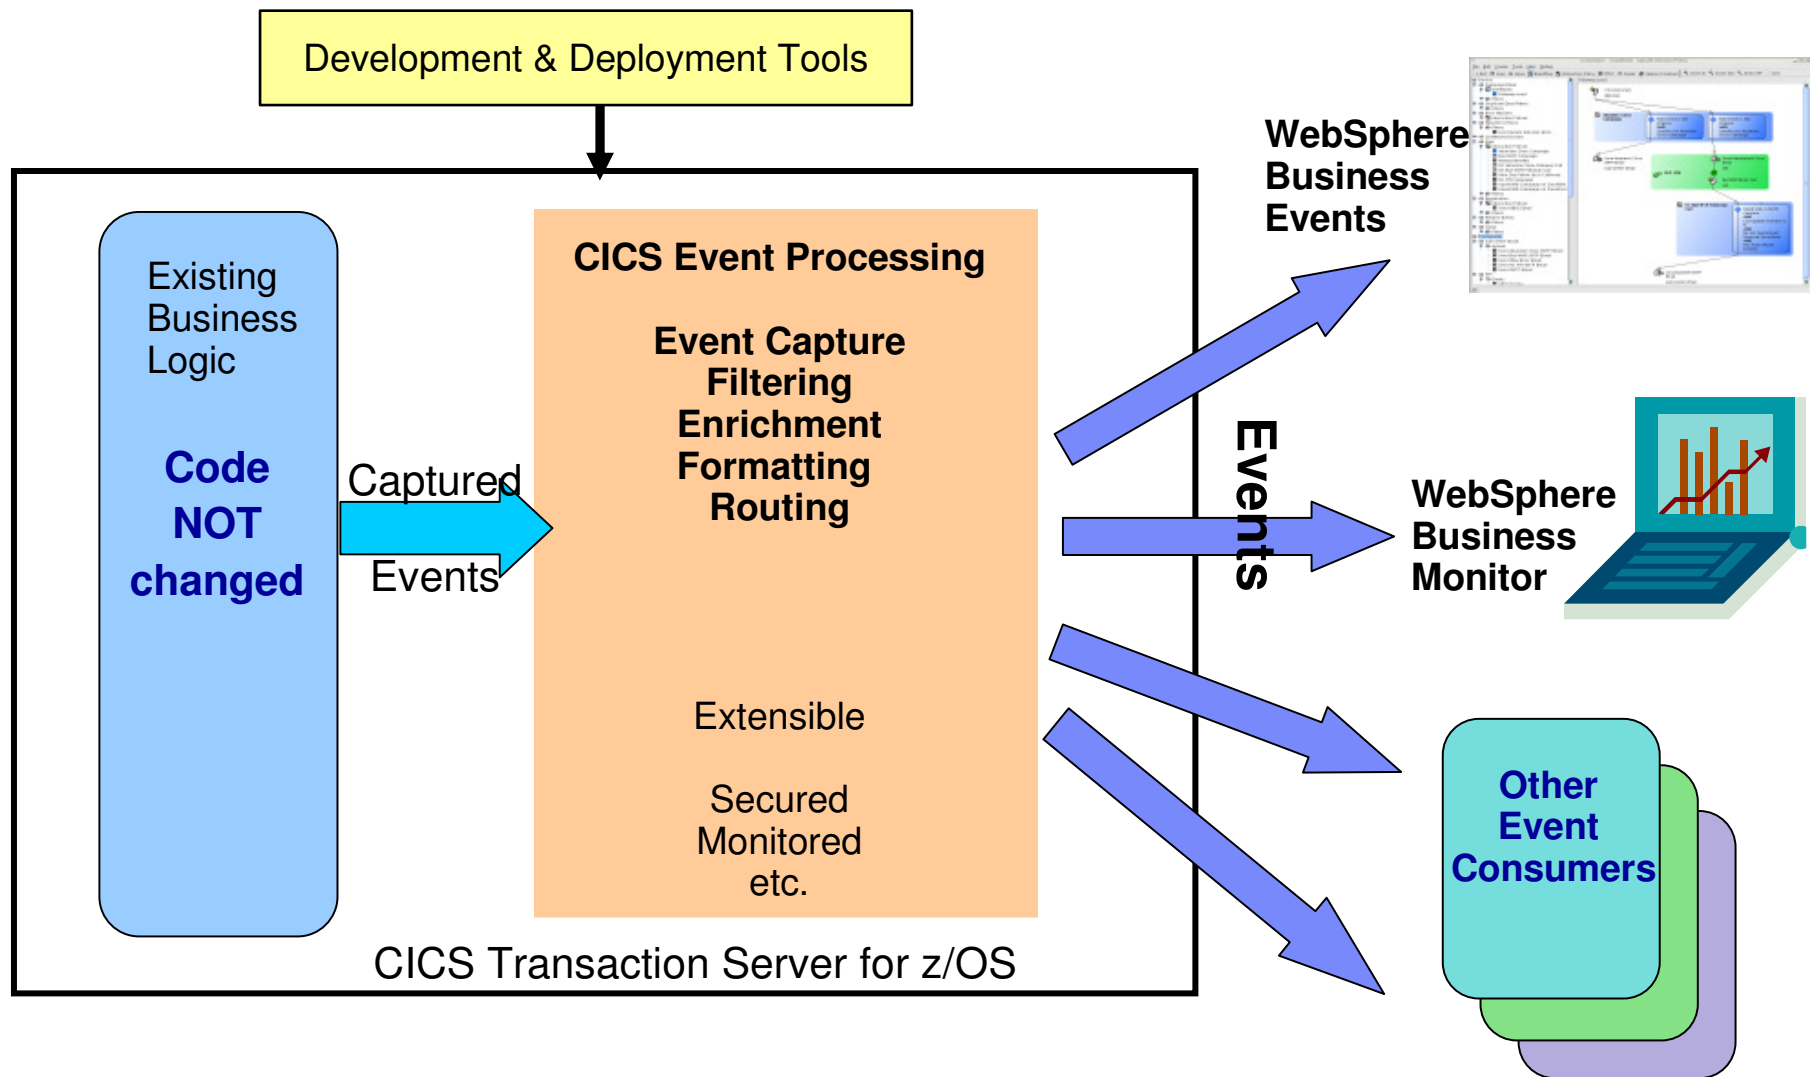 Development & Deployment Tools
WebSphere
Business
Events
Existing
Business
Logic
Code
NOT
changed
Captured
Events
CICS Event Processing
Event Capture
Filtering
Enrichment
Formatting
Routing
Extensible
Secured
Monitored
etc.
CICS Transaction Server for z/OS
Events
WebSphere
Business
Monitor
Other
Event
Consumers